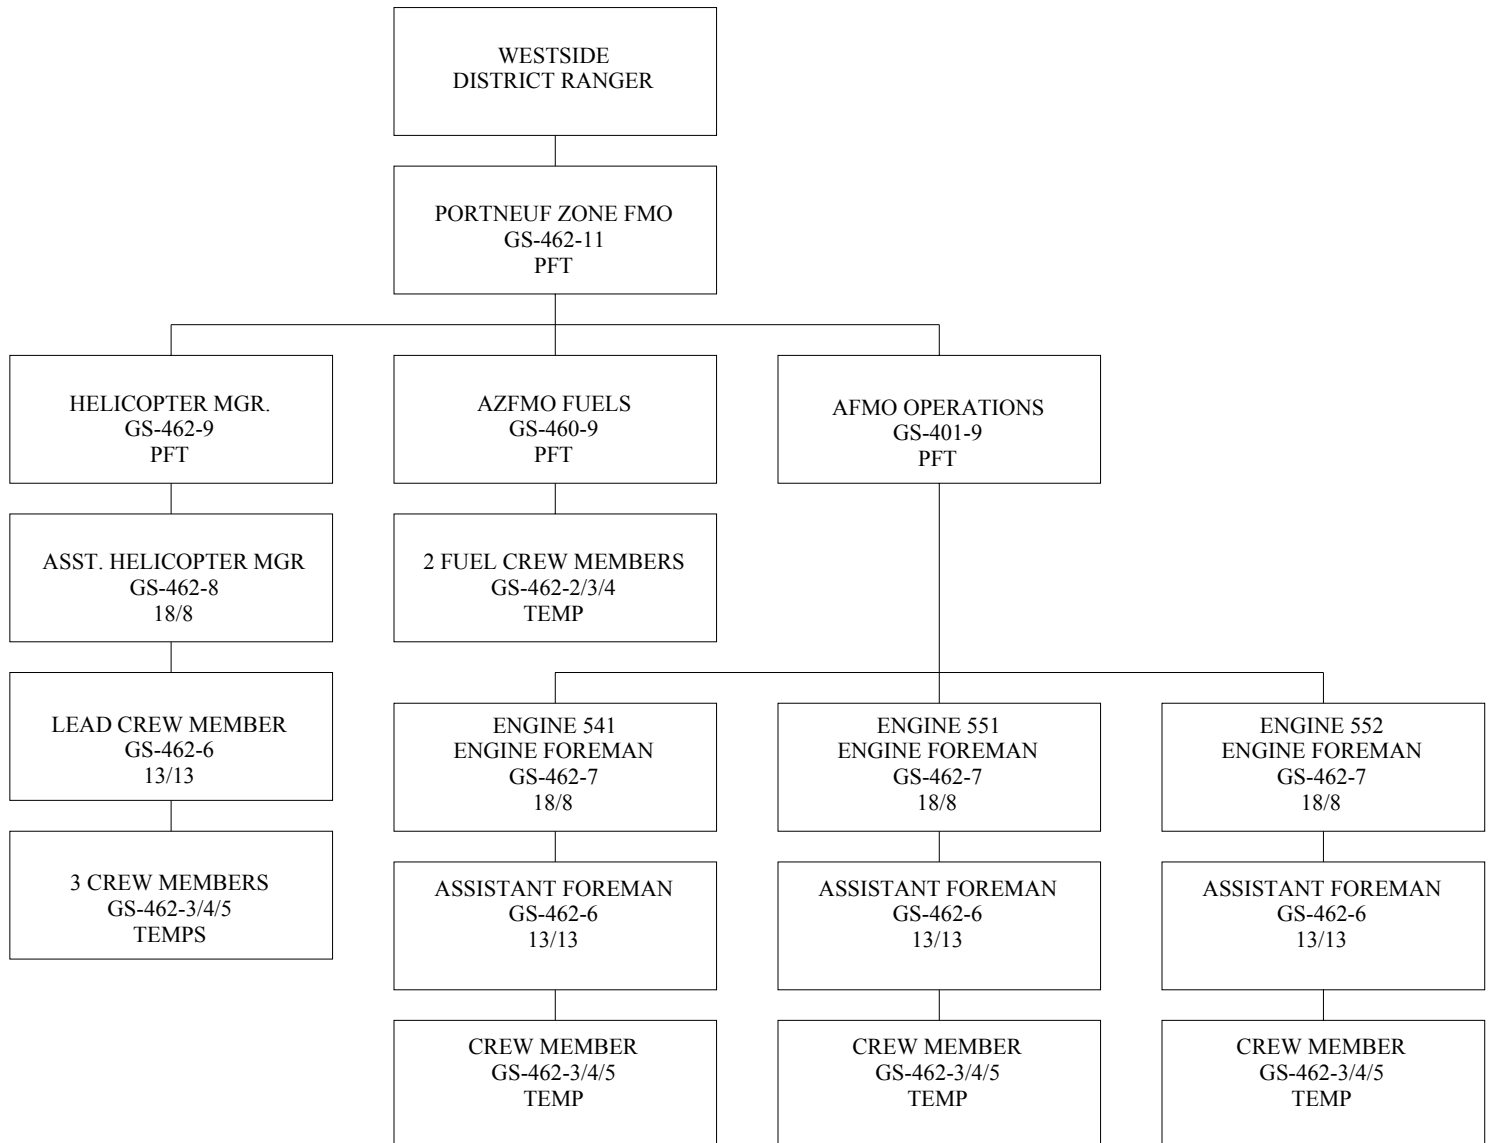 WESTSIDE
DISTRICT RANGER
PORTNEUF ZONE FMO
GS-462-11
PFT
HELICOPTER MGR.
GS-462-9
PFT
AZFMO FUELS
GS-460-9
PFT
AFMO OPERATIONS
GS-401-9
PFT
ASST. HELICOPTER MGR
GS-462-8
18/8
2 FUEL CREW MEMBERS
GS-462-2/3/4
TEMP
LEAD CREW MEMBER
GS-462-6
13/13
ENGINE 541
ENGINE FOREMAN
GS-462-7
18/8
ENGINE 551
ENGINE FOREMAN
GS-462-7
18/8
ENGINE 552
ENGINE FOREMAN
GS-462-7
18/8
3 CREW MEMBERS
GS-462-3/4/5
TEMPS
ASSISTANT FOREMAN
GS-462-6
13/13
ASSISTANT FOREMAN
GS-462-6
13/13
ASSISTANT FOREMAN
GS-462-6
13/13
CREW MEMBER
GS-462-3/4/5
TEMP
CREW MEMBER
GS-462-3/4/5
TEMP
CREW MEMBER
GS-462-3/4/5
TEMP